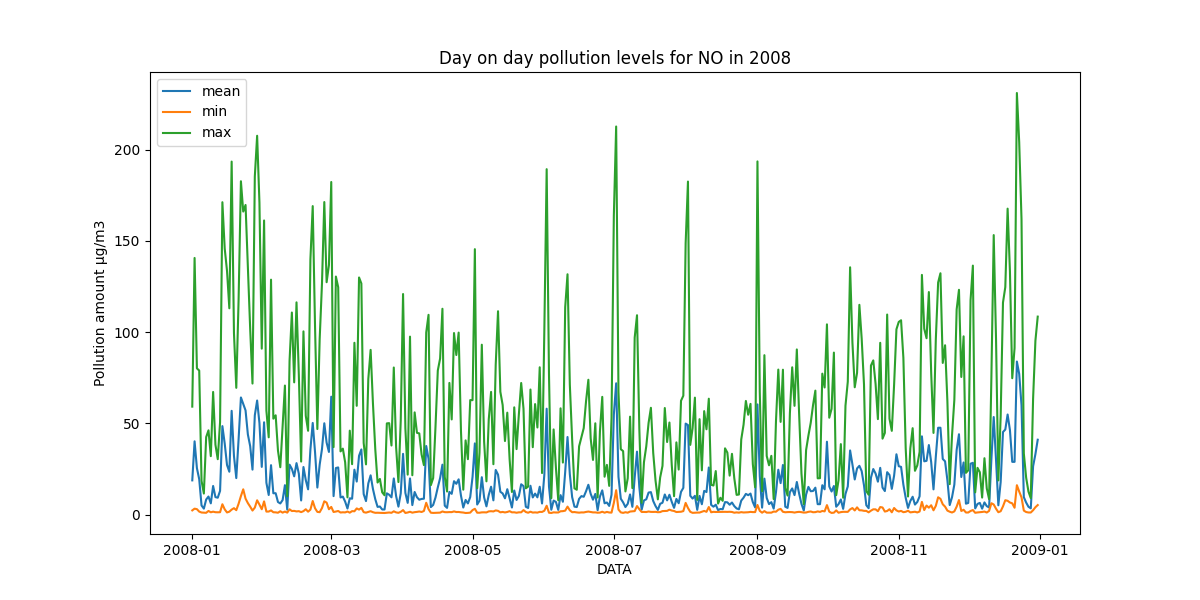 Day on day pollution levels for NO in 2008
mean
min
max
Pollution amount µg/m3
200
150
100
50
0
2008-01
2008-03
2008-05
2008-07
2008-09
2008-11
2009-01
DATA